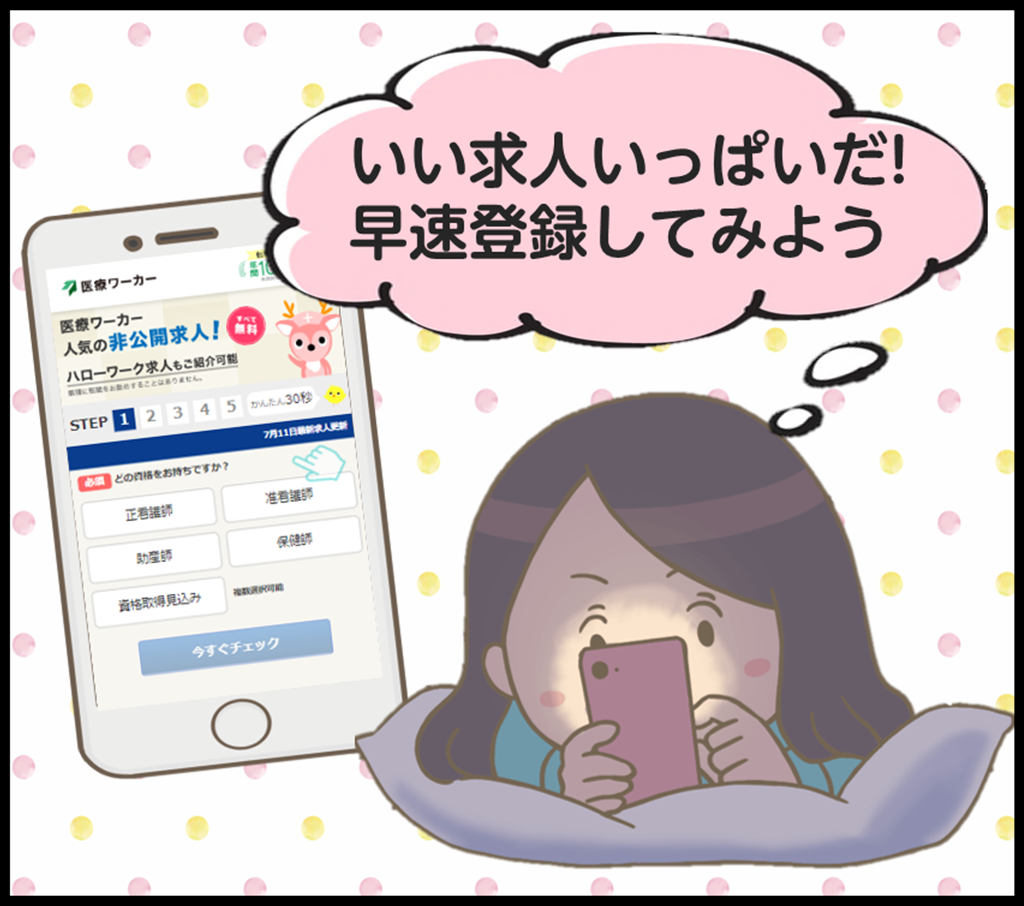 いい求人いっぱいだ!
早速登録してみよう
医療ワーカー
医療ワーカー
人気の非公開求人!
すべて
無料
ハローワーク求人もご紹介可能
STEP 1 2 3 4 5 かんたん30秒
7月11日最新求人更新
必須 どの資格をお持ちですか?
正看護師 准看護師
助産師 保健師
資格取得見込み 複数選択可能
今すぐチェック